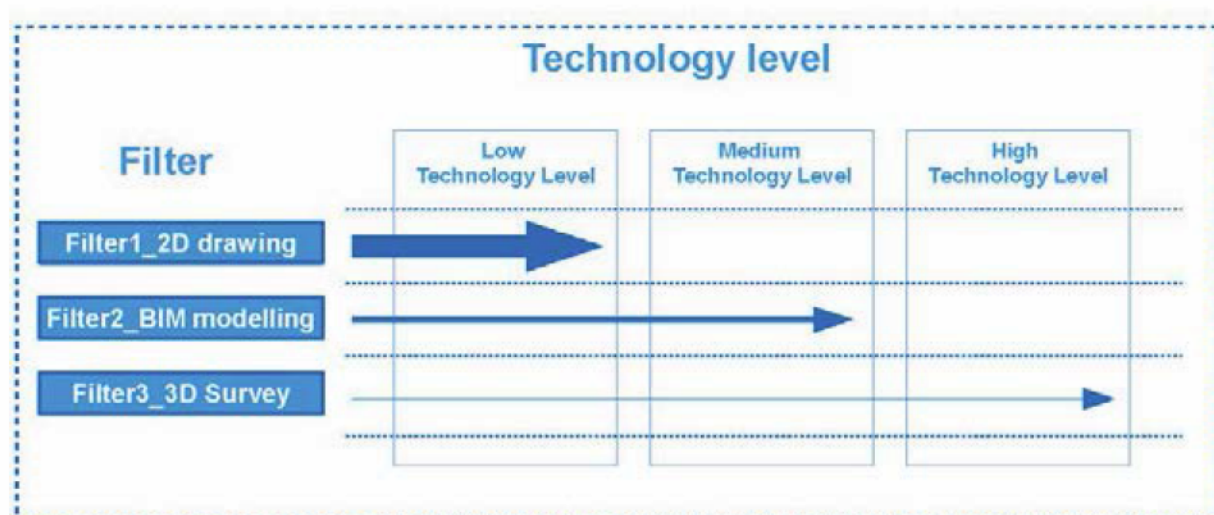 Technology level
Filter
Low
Technology Level
Medium
Technology Level
High
Technology Level
Filter1_2D drawing
Filter2_BIM modelling
Filter3_3D Survey